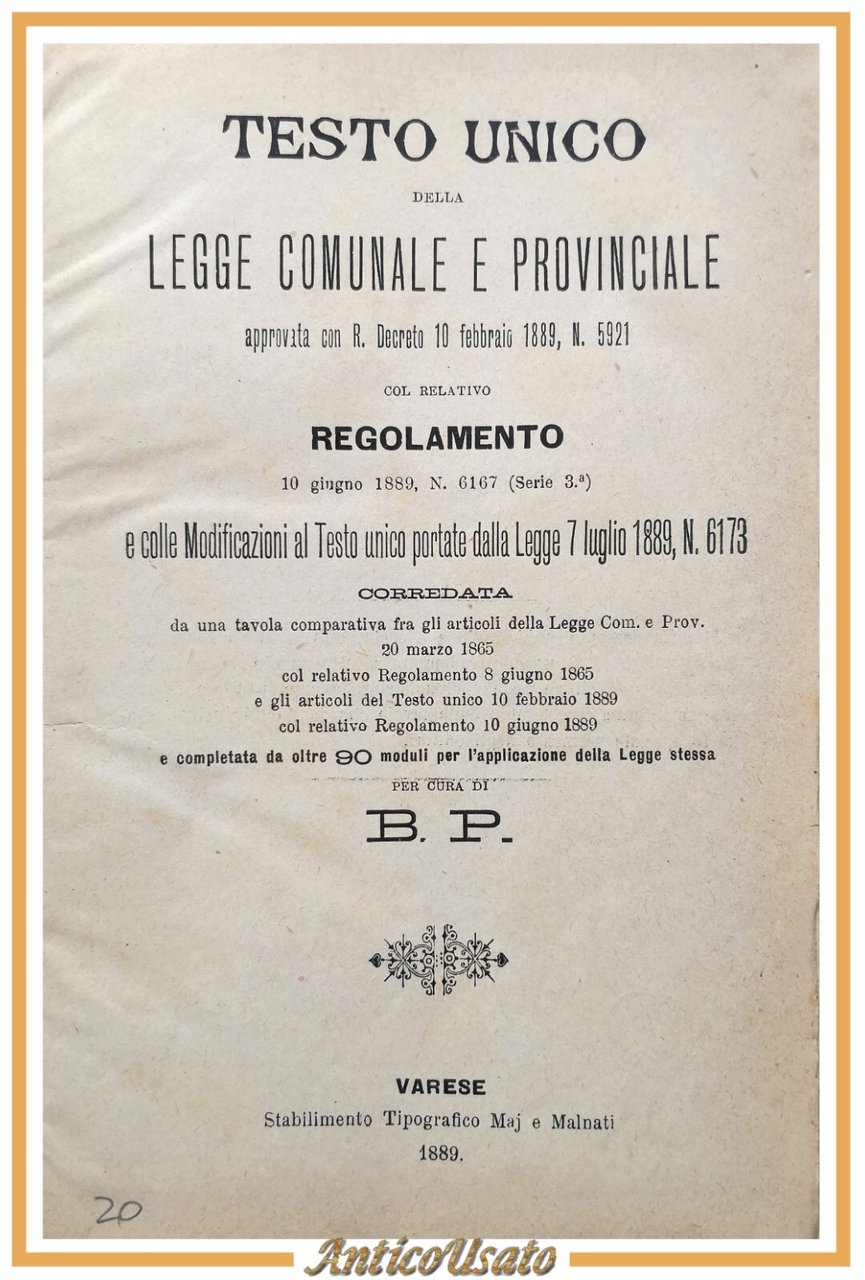 TESTO UNICO
DELLA
LEGGE COMUNALE E PROVINCIALE
approvata con R. Decreto 10 febbraio 1889, N. 5921
COL RELATIVO
REGOLAMENTO
10 giugno 1889, N. 6167 (Serie 3.ª)
e colle Modificazioni al Testo unico portate dalla Legge 7 luglio 1889, N. 6173
CORREDATA
da una tavola comparativa fra gli articoli della Legge Com. e Prov.
20 marzo 1865
col relativo Regolamento 8 giugno 1865
e gli articoli del Testo unico 10 febbraio 1889
col relativo Regolamento 10 giugno 1889
e completata da oltre 90 moduli per l'applicazione della Legge stessa
PER CURA DI
B. P.
VARESE
Stabilimento Tipografico Maj e Malnati
1889.
20
AnticoUsato